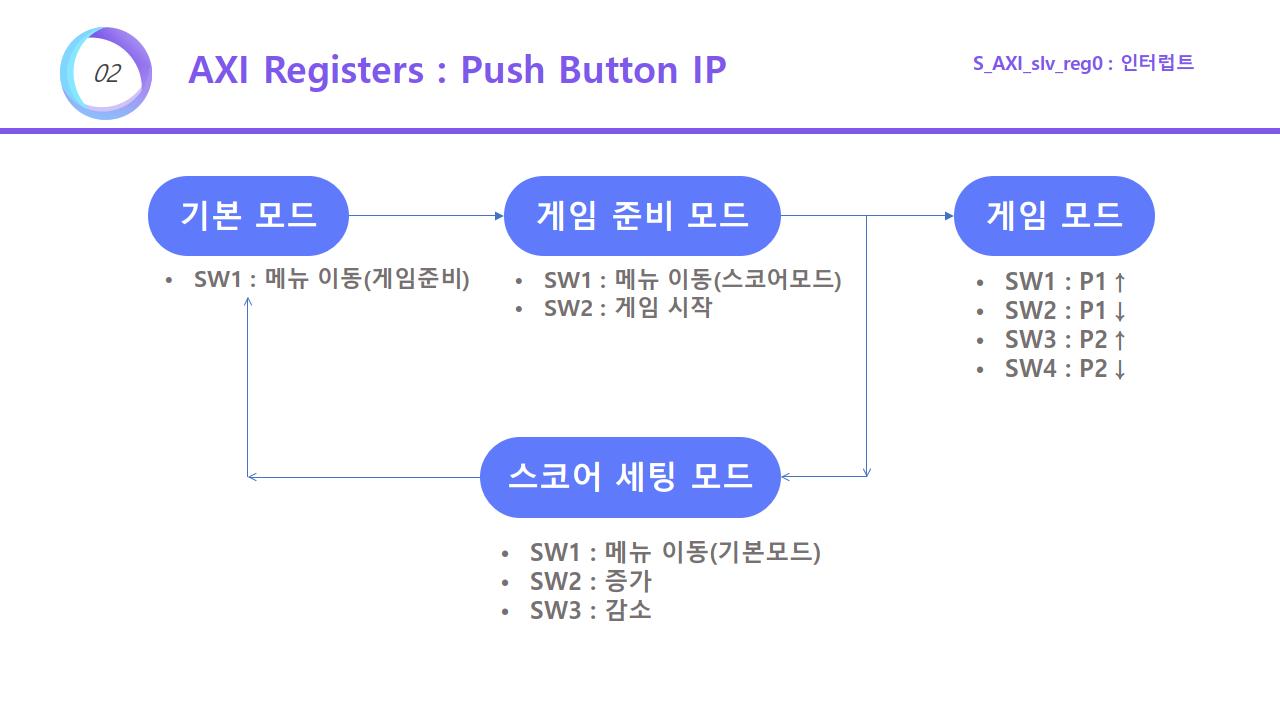 02
AXI Registers : Push Button IP
S_AXI_slv_reg0 : 인터럽트
기본 모드
• SW1 : 메뉴 이동(게임준비)
게임 준비 모드
• SW1 : 메뉴 이동(스코어모드)
• SW2 : 게임 시작
게임 모드
• SW1 : P1 ↑
• SW2 : P1 ↓
• SW3 : P2 ↑
• SW4 : P2 ↓
스코어 세팅 모드
• SW1 : 메뉴 이동(기본모드)
• SW2 : 증가
• SW3 : 감소